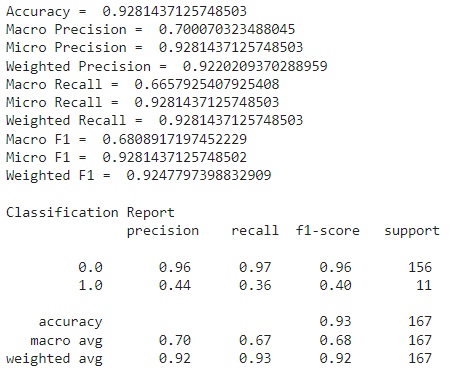 Accuracy =  0.9281437125748503
Macro Precision =  0.700070323488045
Micro Precision =  0.9281437125748503
Weighted Precision =  0.9220209370288959
Macro Recall =  0.6657925407925408
Micro Recall =  0.9281437125748503
Weighted Recall =  0.9281437125748503
Macro F1 =  0.6808917197452229
Micro F1 =  0.9281437125748502
Weighted F1 =  0.9247797398832909
Classification Report
precision    recall  f1-score   support
0.0       0.96      0.97      0.96       156
1.0       0.44      0.36      0.40        11
accuracy                           0.93       167
macro avg       0.70      0.67      0.68       167
weighted avg       0.92      0.93      0.92       167